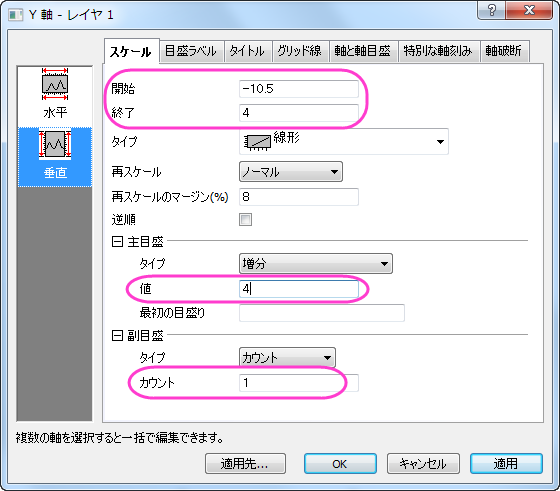 Y 軸 - レイヤ 1
スケール 目盛ラベル タイトル グリッド線 軸と軸目盛 特別な軸刻み 軸破断
水平
垂直
開始 -10.5
終了 4
タイプ 線形
再スケール ノーマル
再スケールのマージン(%) 8
逆順
主目盛
タイプ 増分
値 4
最初の目盛り
副目盛
タイプ カウント
カウント 1
複数の軸を選択すると一括で編集できます。
適用先... OK キャンセル 適用